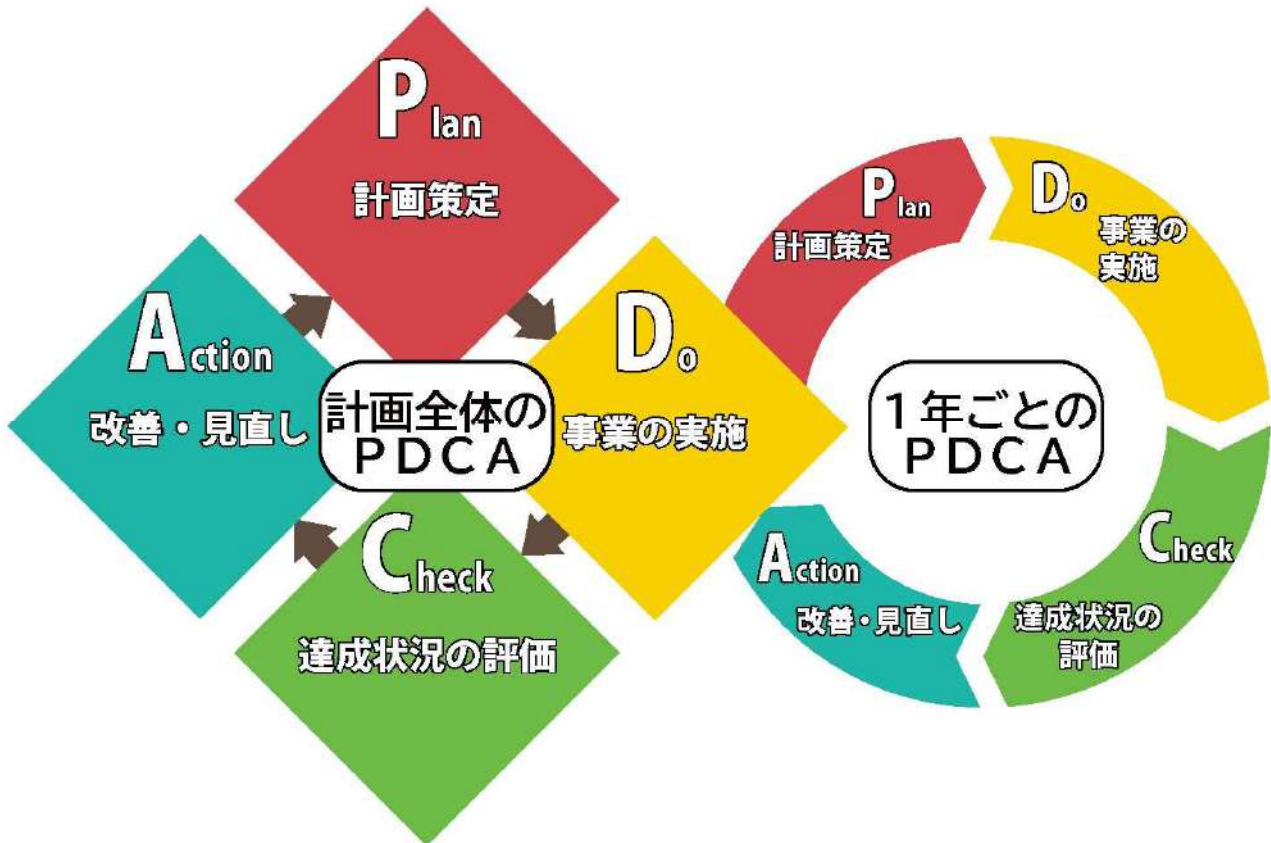 Plan
計画策定
Action
改善・見直し
計画全体の
PDCA
Do
事業の実施
Check
達成状況の評価
Plan
計画策定
Do
事業の
実施
1年ごとの
PDCA
Check
達成状況の
評価
Action
改善・見直し